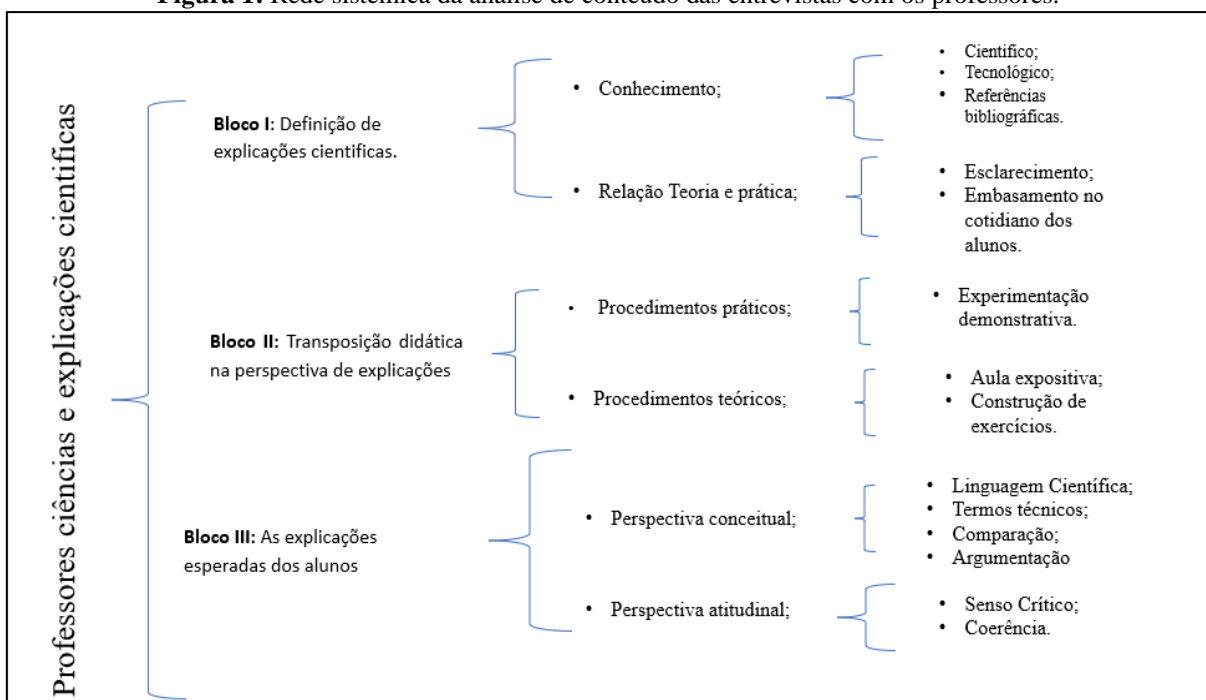 Figura 1: Rede sistêmica da análise de conteúdo das entrevistas com os professores.
Professores ciências e explicações cientificas
Bloco I: Definição de
explicações cientificas.
• Conhecimento;
• Cientifico;
• Tecnológico;
• Referências
bibliográficas.
• Relação Teoria e prática;
• Esclarecimento;
• Embasamento no
cotidiano dos
alunos.
Bloco II: Transposição didática
na perspectiva de explicações
• Procedimentos práticos;
• Experimentação
demonstrativa.
• Procedimentos teóricos;
• Aula expositiva;
• Construção de
exercícios.
Bloco III: As explicações
esperadas dos alunos
• Perspectiva conceitual;
• Linguagem Científica;
• Termos técnicos;
• Comparação;
• Argumentação
• Perspectiva atitudinal;
• Senso Crítico;
• Coerência.